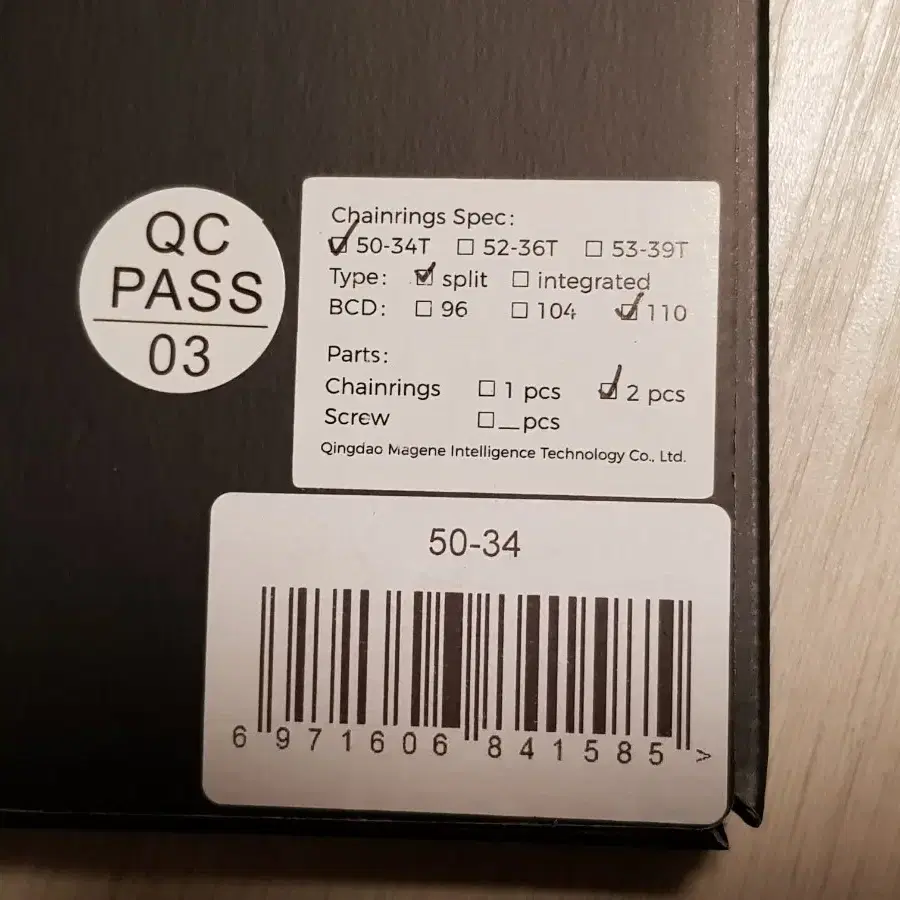 QC
PASS
03
Chainrings Spec:
☑ 50-34T ☐ 52-36T ☐ 53-39T
Type: ☑ split ☐ integrated
BCD: ☐ 96 ☐ 104 ☑ 110
Parts:
Chainrings ☐ 1 pcs ☑ 2 pcs
Screw ☐ __pcs
Qingdao Magene Intelligence Technology Co., Ltd.
50-34
6 971606 841585 >